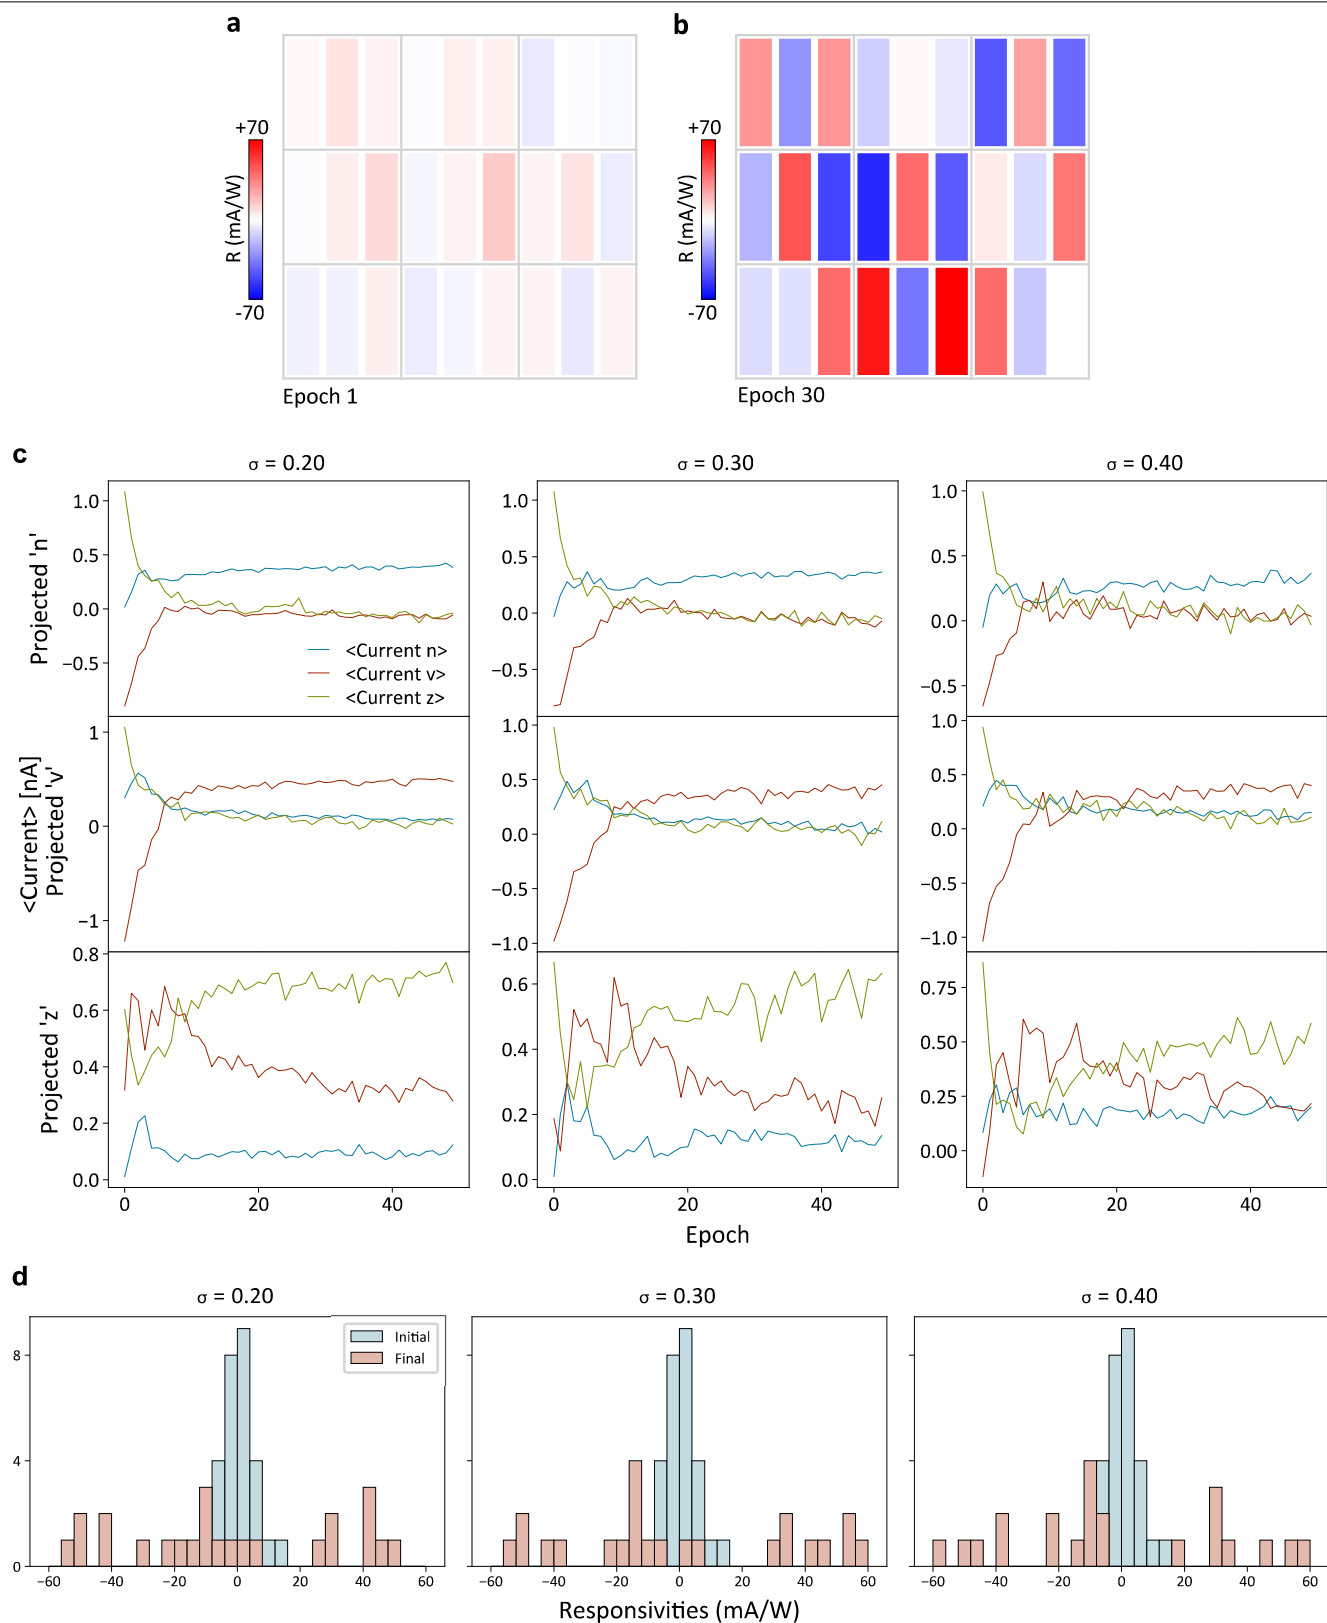 a
b
+70
R (mA/W)
-70
Epoch 1
+70
R (mA/W)
-70
Epoch 30
c
σ = 0.20
σ = 0.30
σ = 0.40
Projected 'n'
1.0
0.5
0.0
−0.5
<Current n>
<Current v>
<Current z>
1.0
0.5
0.0
−0.5
1.0
0.5
0.0
−0.5
<Current> [nA]
Projected 'v'
1
0
−1
1.0
0.5
0.0
−0.5
−1.0
1.0
0.5
0.0
−0.5
−1.0
Projected 'z'
0.8
0.6
0.4
0.2
0.0
0 20 40
0.6
0.4
0.2
0.0
0 20 40
0.75
0.50
0.25
0.00
0 20 40
Epoch
d
σ = 0.20
σ = 0.30
σ = 0.40
Initial
Final
8
4
0
−60 −40 −20 0 20 40 60
−60 −40 −20 0 20 40 60
−60 −40 −20 0 20 40 60
Responsivities (mA/W)